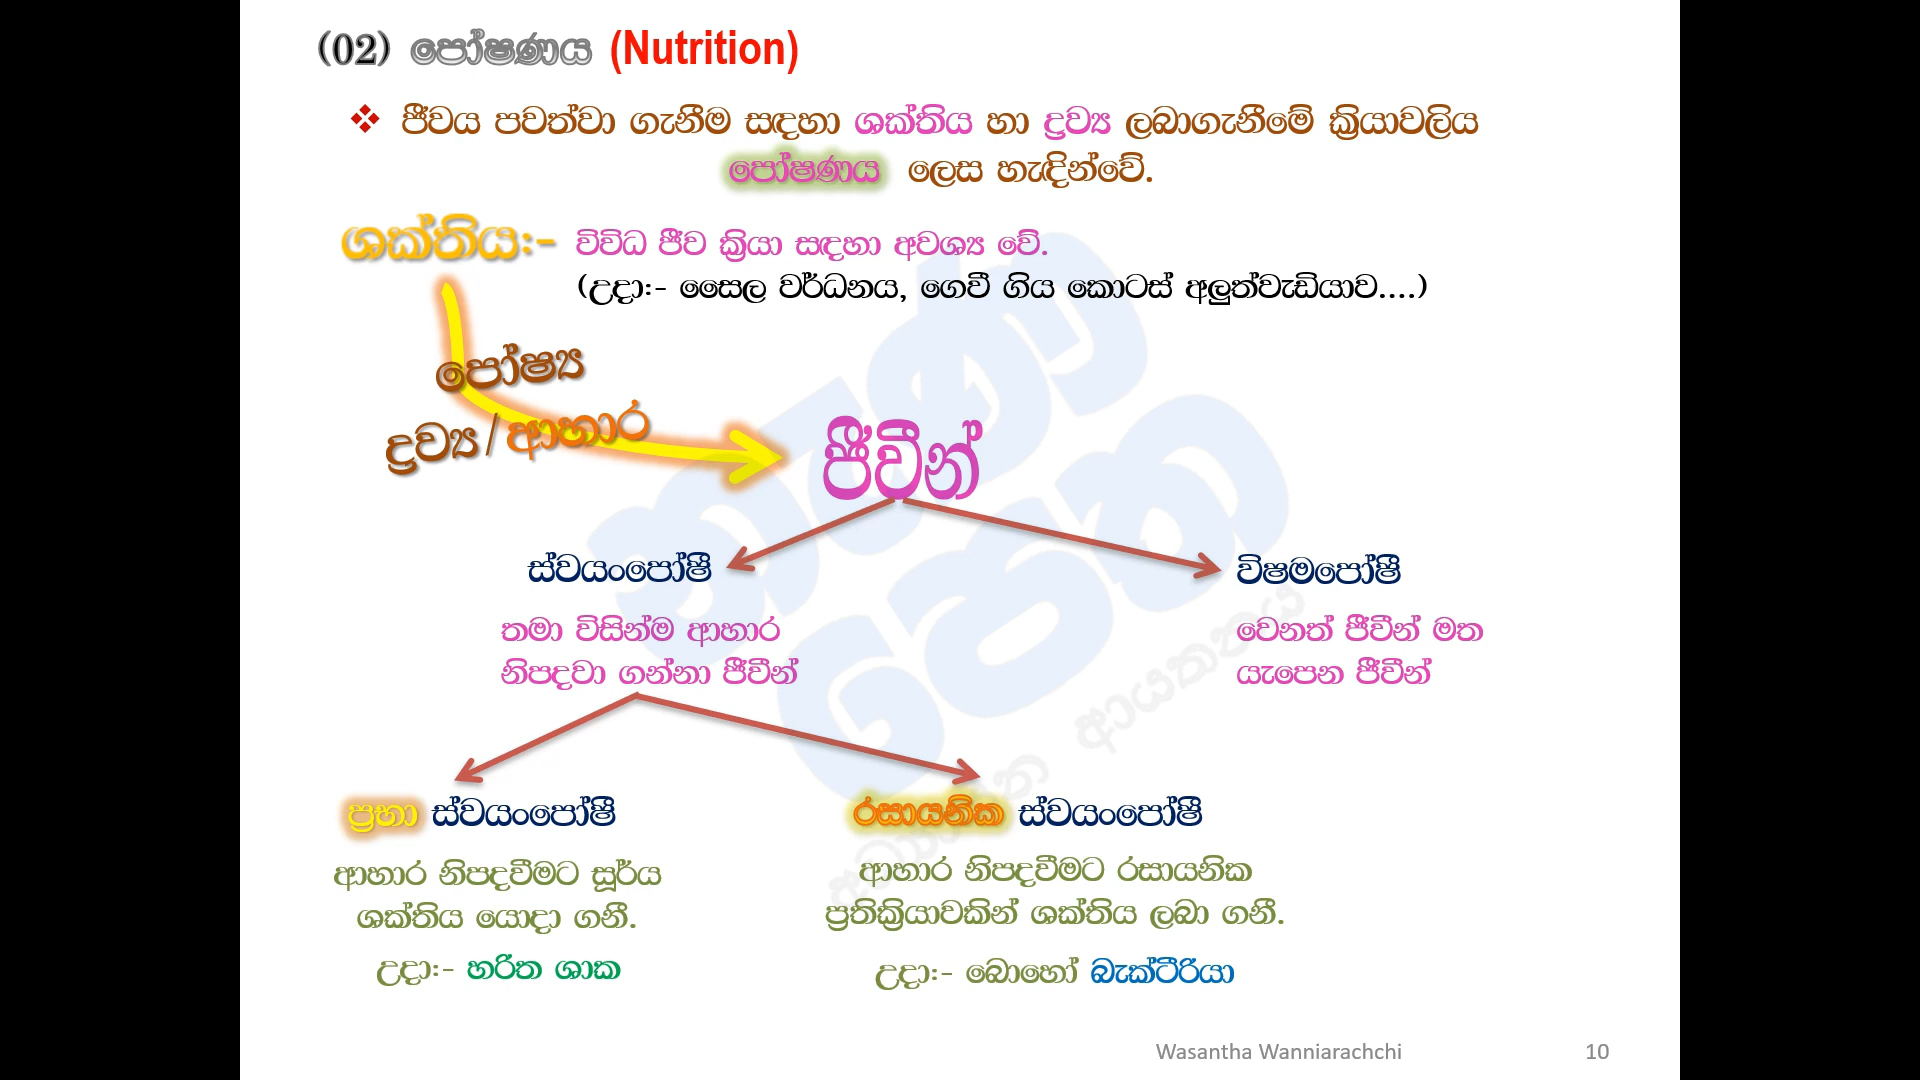 (02) පෝෂණය (Nutrition)
❖ ජීවය පවත්වා ගැනීම සඳහා ශක්තිය හා ද්‍රව්‍ය ලබාගැනීමේ ක්‍රියාවලිය
පෝෂණය ලෙස හැඳින්වේ.
ශක්තිය:- විවිධ ජීව ක්‍රියා සඳහා අවශ්‍ය වේ.
(උදා:- සෛල වර්ධනය, ගෙවී ගිය කොටස් අලුත්වැඩියාව....)
පෝෂ්‍ය
ද්‍රව්‍ය/ආහාර
ජීවීන්
ස්වයංපෝෂී
විෂමපෝෂී
තමා විසින්ම ආහාර
නිපදවා ගන්නා ජීවීන්
වෙනත් ජීවීන් මත
යැපෙන ජීවීන්
ප්‍රභා ස්වයංපෝෂී
රසායනික ස්වයංපෝෂී
ආහාර නිපදවීමට සූර්ය
ශක්තිය යොදා ගනී.
උදා:- හරිත ශාක
ආහාර නිපදවීමට රසායනික
ප්‍රතික්‍රියාවකින් ශක්තිය ලබා ගනී.
උදා:- බොහෝ බැක්ටීරියා
Wasantha Wanniarachchi
10